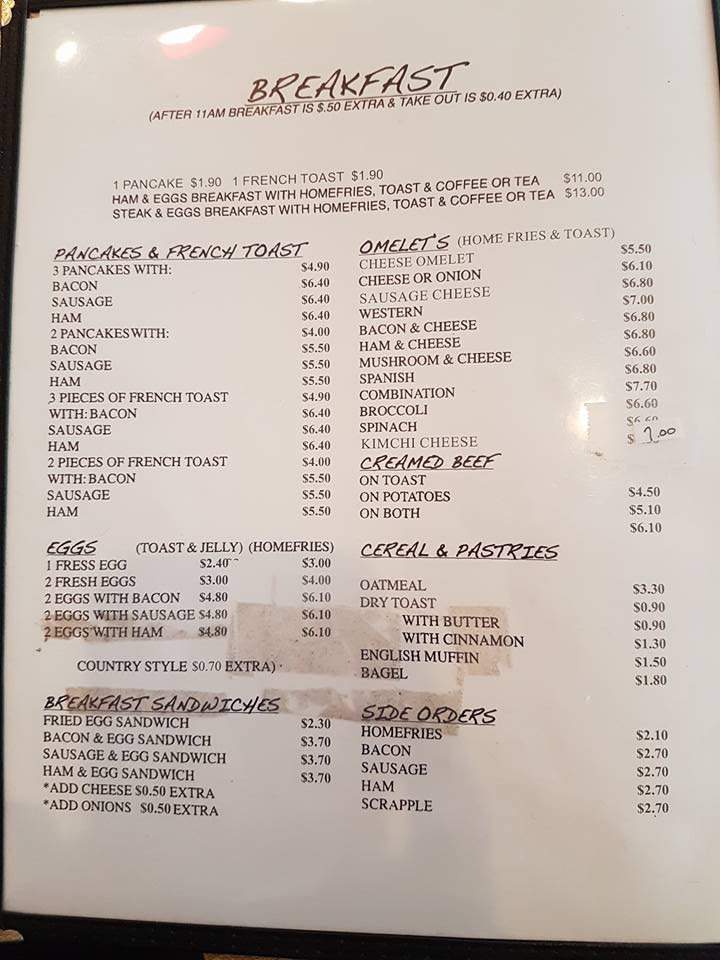 BREAKFAST
(AFTER 11AM BREAKFAST IS $.50 EXTRA & TAKE OUT IS $0.40 EXTRA)
1 PANCAKE $1.90 1 FRENCH TOAST $1.90
HAM & EGGS BREAKFAST WITH HOMEFRIES, TOAST & COFFEE OR TEA $11.00
STEAK & EGGS BREAKFAST WITH HOMEFRIES, TOAST & COFFEE OR TEA $13.00
PANCAKES & FRENCH TOAST
3 PANCAKES WITH: $4.90
BACON $6.40
SAUSAGE $6.40
HAM $6.40
2 PANCAKES WITH: $4.00
BACON $5.50
SAUSAGE $5.50
HAM $5.50
3 PIECES OF FRENCH TOAST $4.90
WITH: BACON $6.40
SAUSAGE $6.40
HAM $6.40
2 PIECES OF FRENCH TOAST $4.00
WITH: BACON $5.50
SAUSAGE $5.50
HAM $5.50
EGGS (TOAST & JELLY) (HOMEFRIES)
1 FRESS EGG $2.40 $3.00
2 FRESH EGGS $3.00 $4.00
2 EGGS WITH BACON $4.80 $6.10
2 EGGS WITH SAUSAGE $4.80 $6.10
2 EGGS WITH HAM $4.80 $6.10
COUNTRY STYLE $0.70 EXTRA)
BREAKFAST SANDWICHES
FRIED EGG SANDWICH $2.30
BACON & EGG SANDWICH $3.70
SAUSAGE & EGG SANDWICH $3.70
HAM & EGG SANDWICH $3.70
*ADD CHEESE $0.50 EXTRA
*ADD ONIONS $0.50 EXTRA
OMELET'S (HOME FRIES & TOAST)
CHEESE OMELET $5.50
CHEESE OR ONION $6.10
SAUSAGE CHEESE $6.80
WESTERN $7.00
BACON & CHEESE $6.80
HAM & CHEESE $6.80
MUSHROOM & CHEESE $6.60
SPANISH $6.80
COMBINATION $7.70
BROCCOLI $6.60
SPINACH
KIMCHI CHEESE $ 7.00
CREAMED BEEF
ON TOAST $4.50
ON POTATOES $5.10
ON BOTH $6.10
CEREAL & PASTRIES
OATMEAL $3.30
DRY TOAST $0.90
WITH BUTTER $0.90
WITH CINNAMON $1.30
ENGLISH MUFFIN $1.50
BAGEL $1.80
SIDE ORDERS
HOMEFRIES $2.10
BACON $2.70
SAUSAGE $2.70
HAM $2.70
SCRAPPLE $2.70